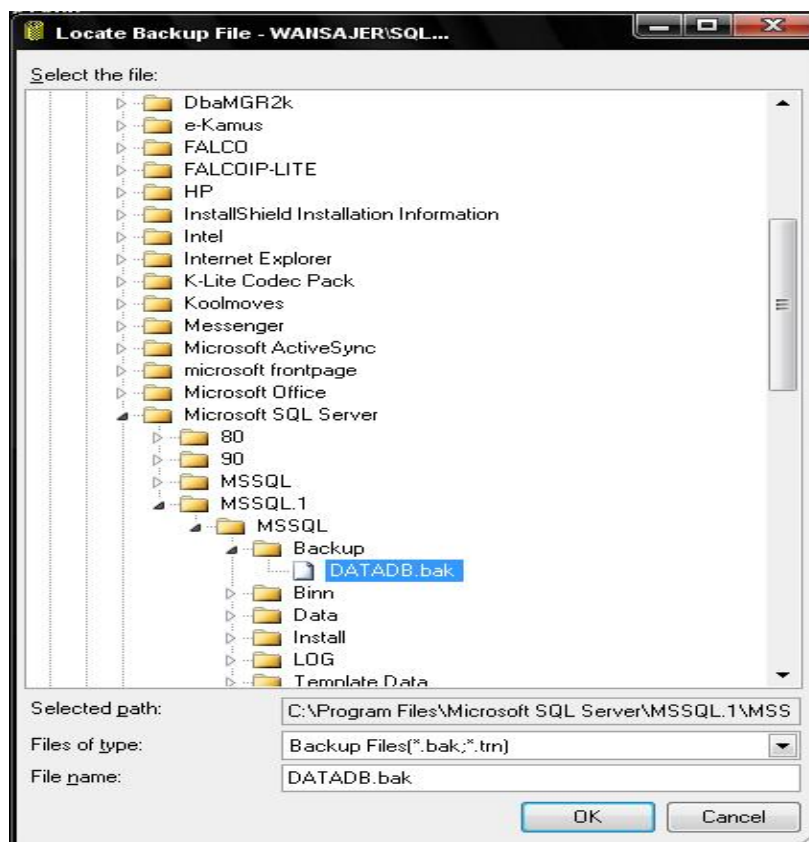 Locate Backup File - WANSAJER\SQL...
Select the file:
DbaMGR2k
e-Kamus
FALCO
FALCOIP-LITE
HP
InstallShield Installation Information
Intel
Internet Explorer
K-Lite Codec Pack
Koolmoves
Messenger
Microsoft ActiveSync
microsoft frontpage
Microsoft Office
Microsoft SQL Server
80
90
MSSQL
MSSQL.1
MSSQL
Backup
DATADB.bak
Binn
Data
Install
LOG
Template Data
Selected path: C:\Program Files\Microsoft SQL Server\MSSQL.1\MSS
Files of type: Backup Files(*.bak;*.trn)
File name: DATADB.bak
OK Cancel